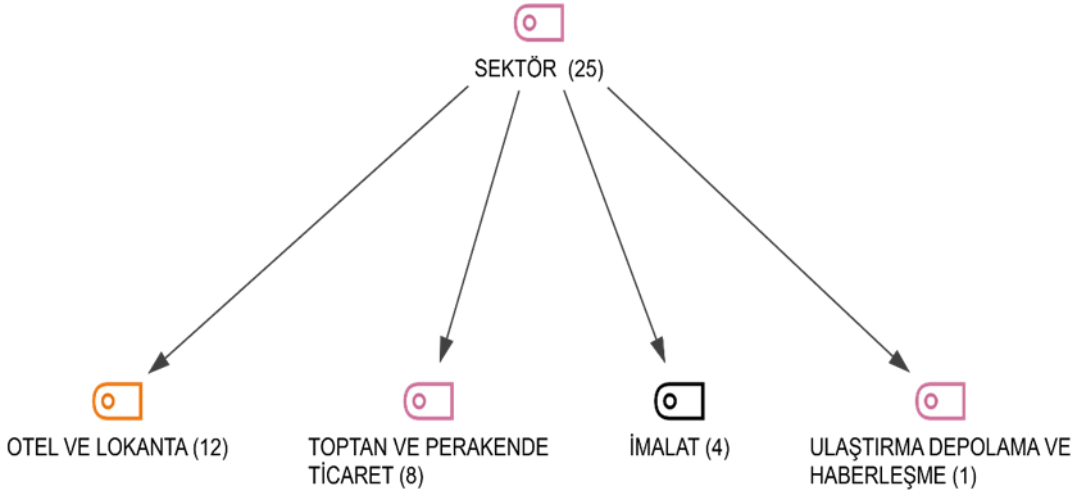 SEKTÖR (25)
OTEL VE LOKANTA (12)
TOPTAN VE PERAKENDE
TİCARET (8)
İMALAT (4)
ULAŞTIRMA DEPOLAMA VE
HABERLEŞME (1)